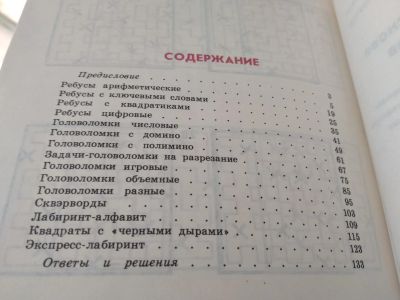 СОДЕРЖАНИЕ
Предисловие
Ребусы арифметические 3
Ребусы с ключевыми словами 5
Ребусы с квадратиками 19
Ребусы цифровые 25
Головоломки числовые 35
Головоломки с домино 41
Головоломки с полимино 49
Задачи-головоломки на разрезание 61
Головоломки игровые 67
Головоломки объемные 75
Головоломки разные 85
Сквэрворды 95
Лабиринт-алфавит 103
Квадраты с «черными дырами» 109
Экспресс-лабиринт 115
Ответы и решения 123
133